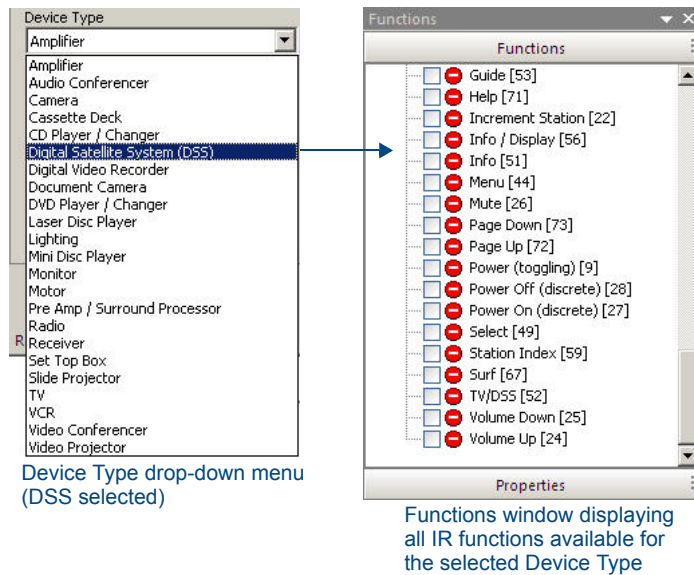 Device Type
Amplifier
Amplifier
Audio Conferencer
Camera
Cassette Deck
CD Player / Changer
Digital Satellite System (DSS)
Digital Video Recorder
Document Camera
DVD Player / Changer
Laser Disc Player
Lighting
Mini Disc Player
Monitor
Motor
Pre Amp / Surround Processor
Radio
R
Receiver
Set Top Box
Slide Projector
TV
VCR
Video Conferencer
Video Projector
Device Type drop-down menu
(DSS selected)
Functions
Functions
Guide [53]
Help [71]
Increment Station [22]
Info / Display [56]
Info [51]
Menu [44]
Mute [26]
Page Down [73]
Page Up [72]
Power (toggling) [9]
Power Off (discrete) [28]
Power On (discrete) [27]
Select [49]
Station Index [59]
Surf [67]
TV/DSS [52]
Volume Down [25]
Volume Up [24]
Properties
Functions window displaying
all IR functions available for
the selected Device Type